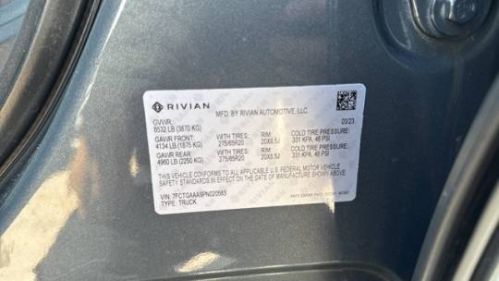 RIVIAN
MFD. BY RIVIAN AUTOMOTIVE, LLC
03/23
GVWR:
8532 LB (3870 KG)
GAWR FRONT: WITH TIRES: RIM COLD TIRE PRESSURE:
4134 LB (1875 KG) 275/65R20 20X8.5J 331 KPA, 48 PSI
GAWR REAR: WITH TIRES: RIM COLD TIRE PRESSURE:
4960 LB (2250 KG) 275/65R20 20X8.5J 331 KPA, 48 PSI
THIS VEHICLE CONFORMS TO ALL APPLICABLE U.S. FEDERAL MOTOR VEHICLE
SAFETY STANDARDS IN EFFECT ON THE DATE OF MANUFACTURE SHOWN ABOVE.
VIN:
TYPE: TRUCK